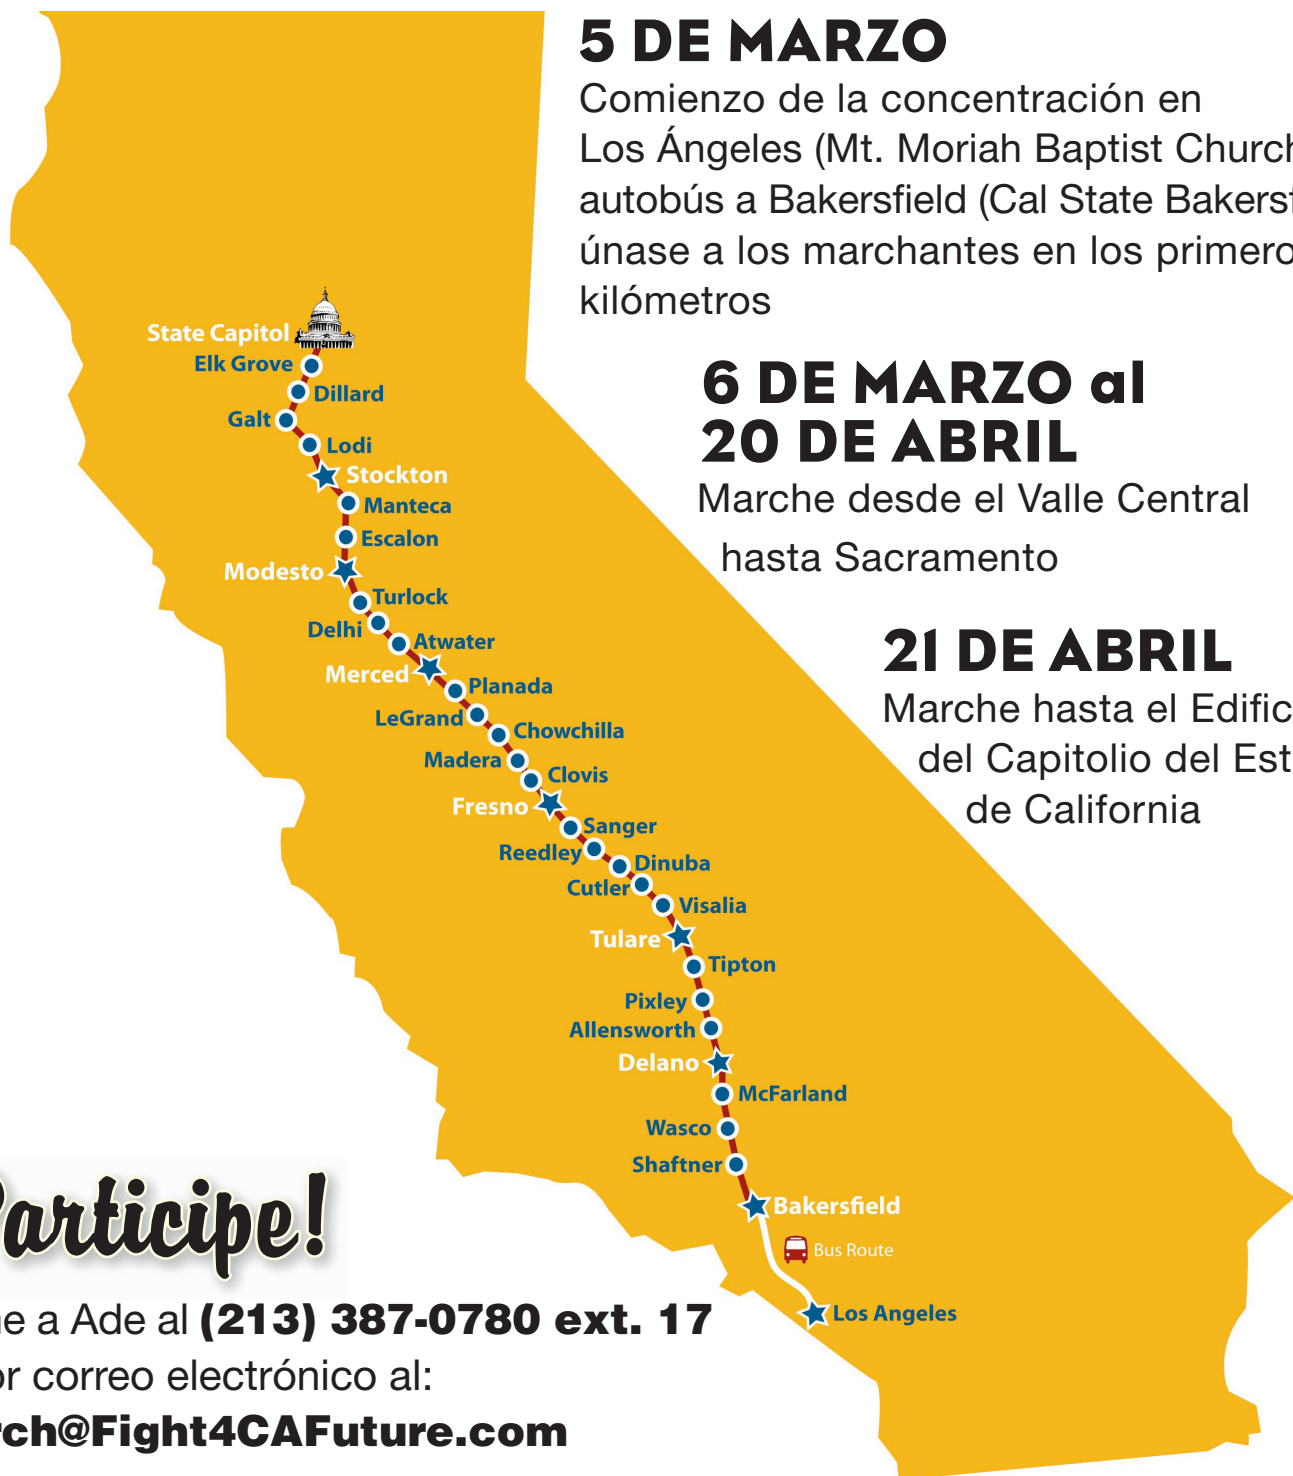 5 DE MARZO
Comienzo de la concentración en
Los Ángeles (Mt. Moriah Baptist Church
autobús a Bakersfield (Cal State Bakersf
únase a los marchantes en los primero
kilómetros
6 DE MARZO al
20 DE ABRIL
Marche desde el Valle Central
hasta Sacramento
21 DE ABRIL
Marche hasta el Edific
del Capitolio del Est
de California
State Capitol
Elk Grove
Dillard
Galt
Lodi
Stockton
Manteca
Escalon
Modesto
Turlock
Delhi
Atwater
Merced
Planada
LeGrand
Chowchilla
Madera
Clovis
Fresno
Sanger
Reedley
Dinuba
Cutler
Visalia
Tulare
Tipton
Pixley
Allensworth
Delano
McFarland
Wasco
Shaftner
Bakersfield
Bus Route
Los Angeles
Participe!
e a Ade al (213) 387-0780 ext. 17
or correo electrónico al:
rch@Fight4CAFuture.com